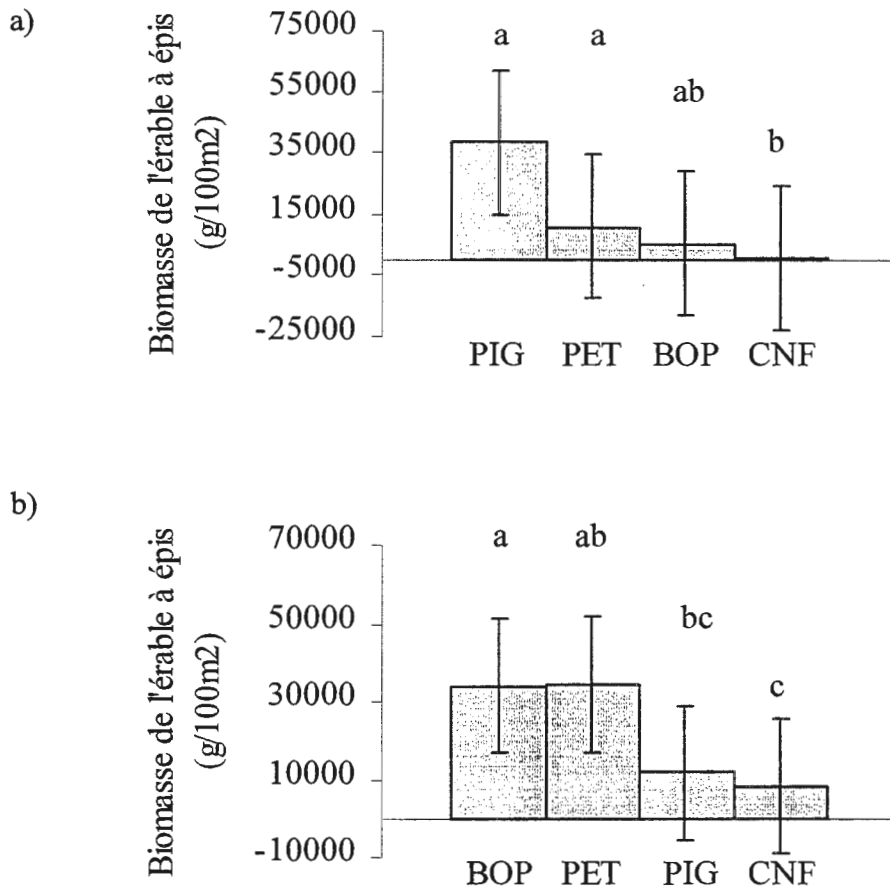 a)
Biomasse de l'érable à épis
(g/100m2)
75000
55000
35000
15000
-5000
-25000
a a ab b
PIG PET BOP CNF
b)
Biomasse de l'érable à épis
(g/100m2)
70000
50000
30000
10000
-10000
a ab bc c
BOP PET PIG CNF